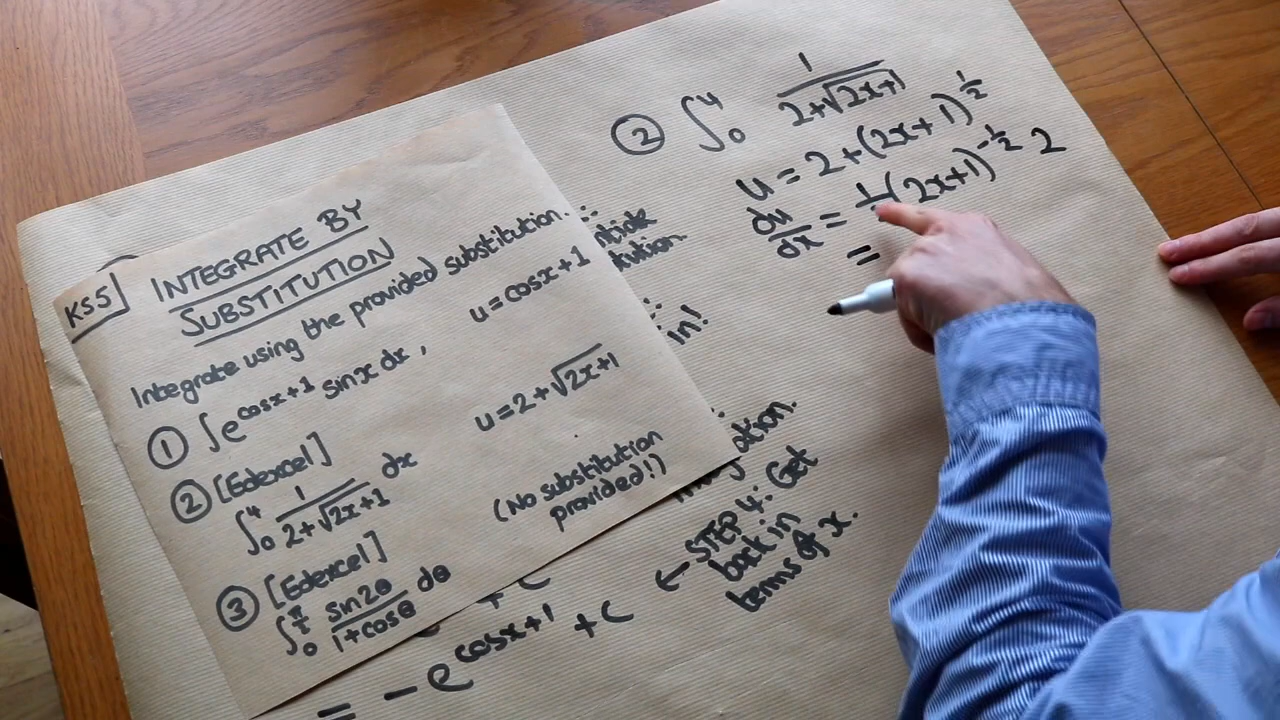 KS5
INTEGRATE BY
SUBSTITUTION
Integrate using the provided substitution.
① ∫e^(cosx+1) sinx dx, u=cosx+1
② [Edexcel]
∫₀⁴ 1/(2+√(2x+1)) dx u=2+√(2x+1)
③ [Edexcel] (No substitution
provided!)
∫₀^(π/2) sin2θ/(1+cosθ) dθ
② ∫₀⁴ 1/(2+√(2x+1))
u = 2+(2x+1)^(1/2)
du/dx = (2x+1)^(-1/2) 2
=
in!
← STEP 4: Get
back in
terms of x.
+C
= -e^(cosx+1) +C